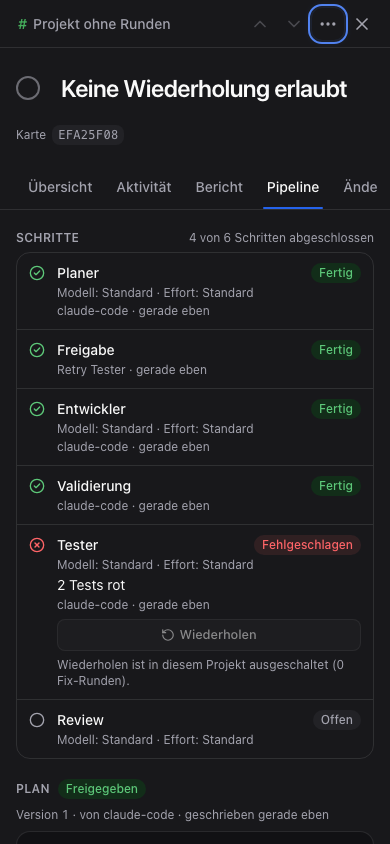 # Projekt ohne Runden
Keine Wiederholung erlaubt
Karte EFA25F08
Übersicht Aktivität Bericht Pipeline Ände
SCHRITTE 4 von 6 Schritten abgeschlossen
Planer Fertig
Modell: Standard · Effort: Standard
claude-code · gerade eben
Freigabe Fertig
Retry Tester · gerade eben
Entwickler Fertig
Modell: Standard · Effort: Standard
claude-code · gerade eben
Validierung Fertig
claude-code · gerade eben
Tester Fehlgeschlagen
Modell: Standard · Effort: Standard
2 Tests rot
claude-code · gerade eben
Wiederholen
Wiederholen ist in diesem Projekt ausgeschaltet (0
Fix-Runden).
Review Offen
Modell: Standard · Effort: Standard
PLAN Freigegeben
Version 1 · von claude-code · geschrieben gerade eben